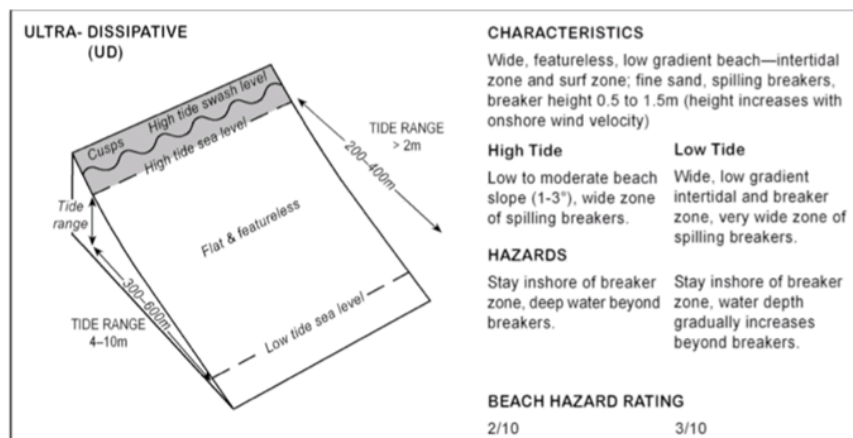 ULTRA- DISSIPATIVE
(UD)
Cusps
High tide swash level
High tide sea level
TIDE RANGE
> 2m
200–400m
Tide
range
Flat & featureless
300–600m
TIDE RANGE
4–10m
Low tide sea level
CHARACTERISTICS
Wide, featureless, low gradient beach—intertidal
zone and surf zone; fine sand, spilling breakers,
breaker height 0.5 to 1.5m (height increases with
onshore wind velocity)
High Tide
Low to moderate beach
slope (1-3°), wide zone
of spilling breakers.
Low Tide
Wide, low gradient
intertidal and breaker
zone, very wide zone of
spilling breakers.
HAZARDS
Stay inshore of breaker
zone, deep water beyond
breakers.
Stay inshore of breaker
zone, water depth
gradually increases
beyond breakers.
BEACH HAZARD RATING
2/10
3/10